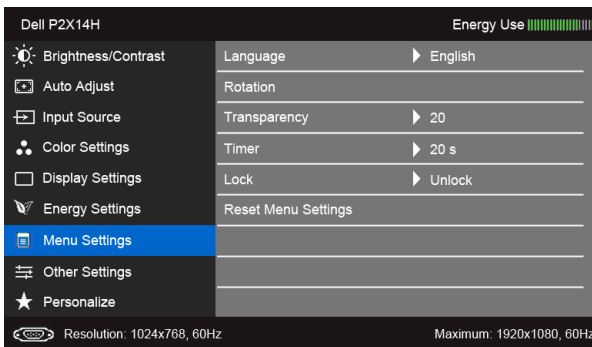 Dell P2X14H Energy Use
Brightness/Contrast Language English
Auto Adjust Rotation
Input Source Transparency 20
Color Settings Timer 20 s
Display Settings Lock Unlock
Energy Settings Reset Menu Settings
Menu Settings
Other Settings
Personalize
Resolution: 1024x768, 60Hz Maximum: 1920x1080, 60Hz